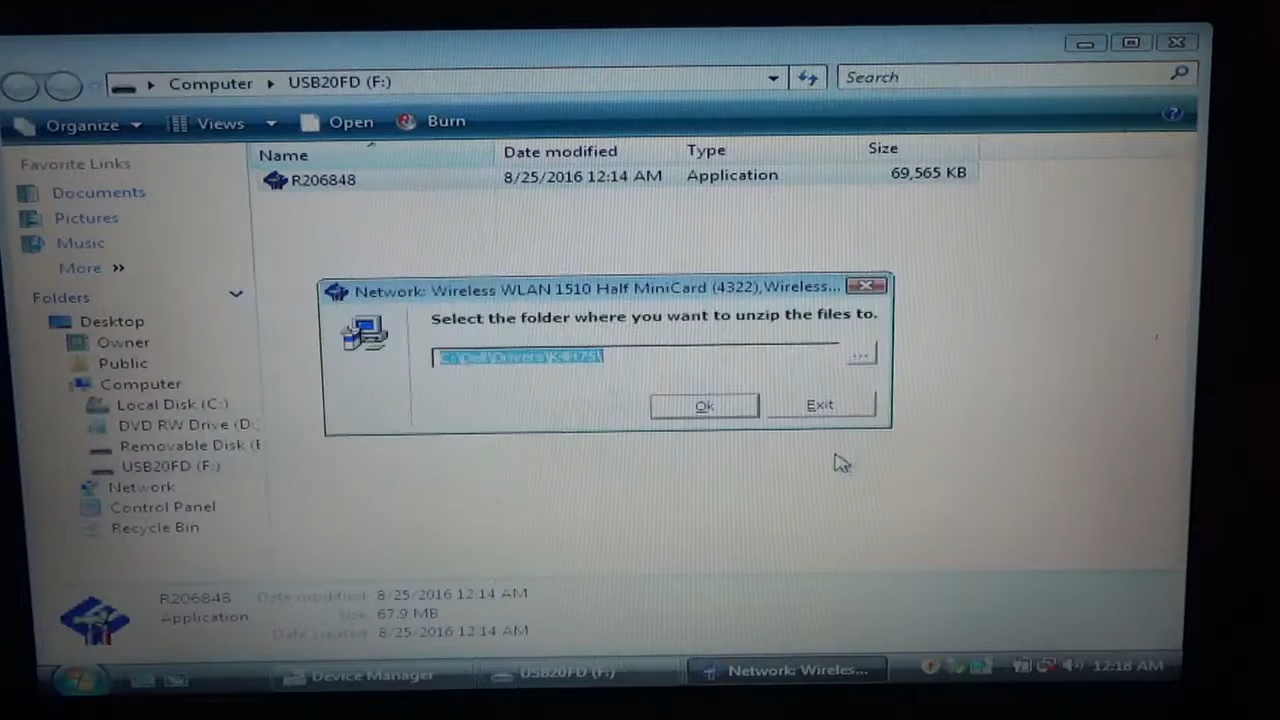 Computer USB20FD (F:)
Search
Organize Views Open Burn
Favorite Links
Documents
Pictures
Music
More >>
Folders
Desktop
Owner
Public
Computer
Local Disk (C:)
DVD RW Drive (D:
Removable Disk (E
USB20FD (F:)
Network
Control Panel
Recycle Bin
Name Date modified Type Size
R206848 8/25/2016 12:14 AM Application 69,565 KB
Network: Wireless WLAN 1510 Half MiniCard (4322),Wireless...
Select the folder where you want to unzip the files to.
...
Ok Exit
R206848 Date modified: 8/25/2016 12:14 AM
Application Size: 67.9 MB
Date created: 8/25/2016 12:14 AM
Device Manager USB20FD (F:) Network: Wireles... 12:18 AM